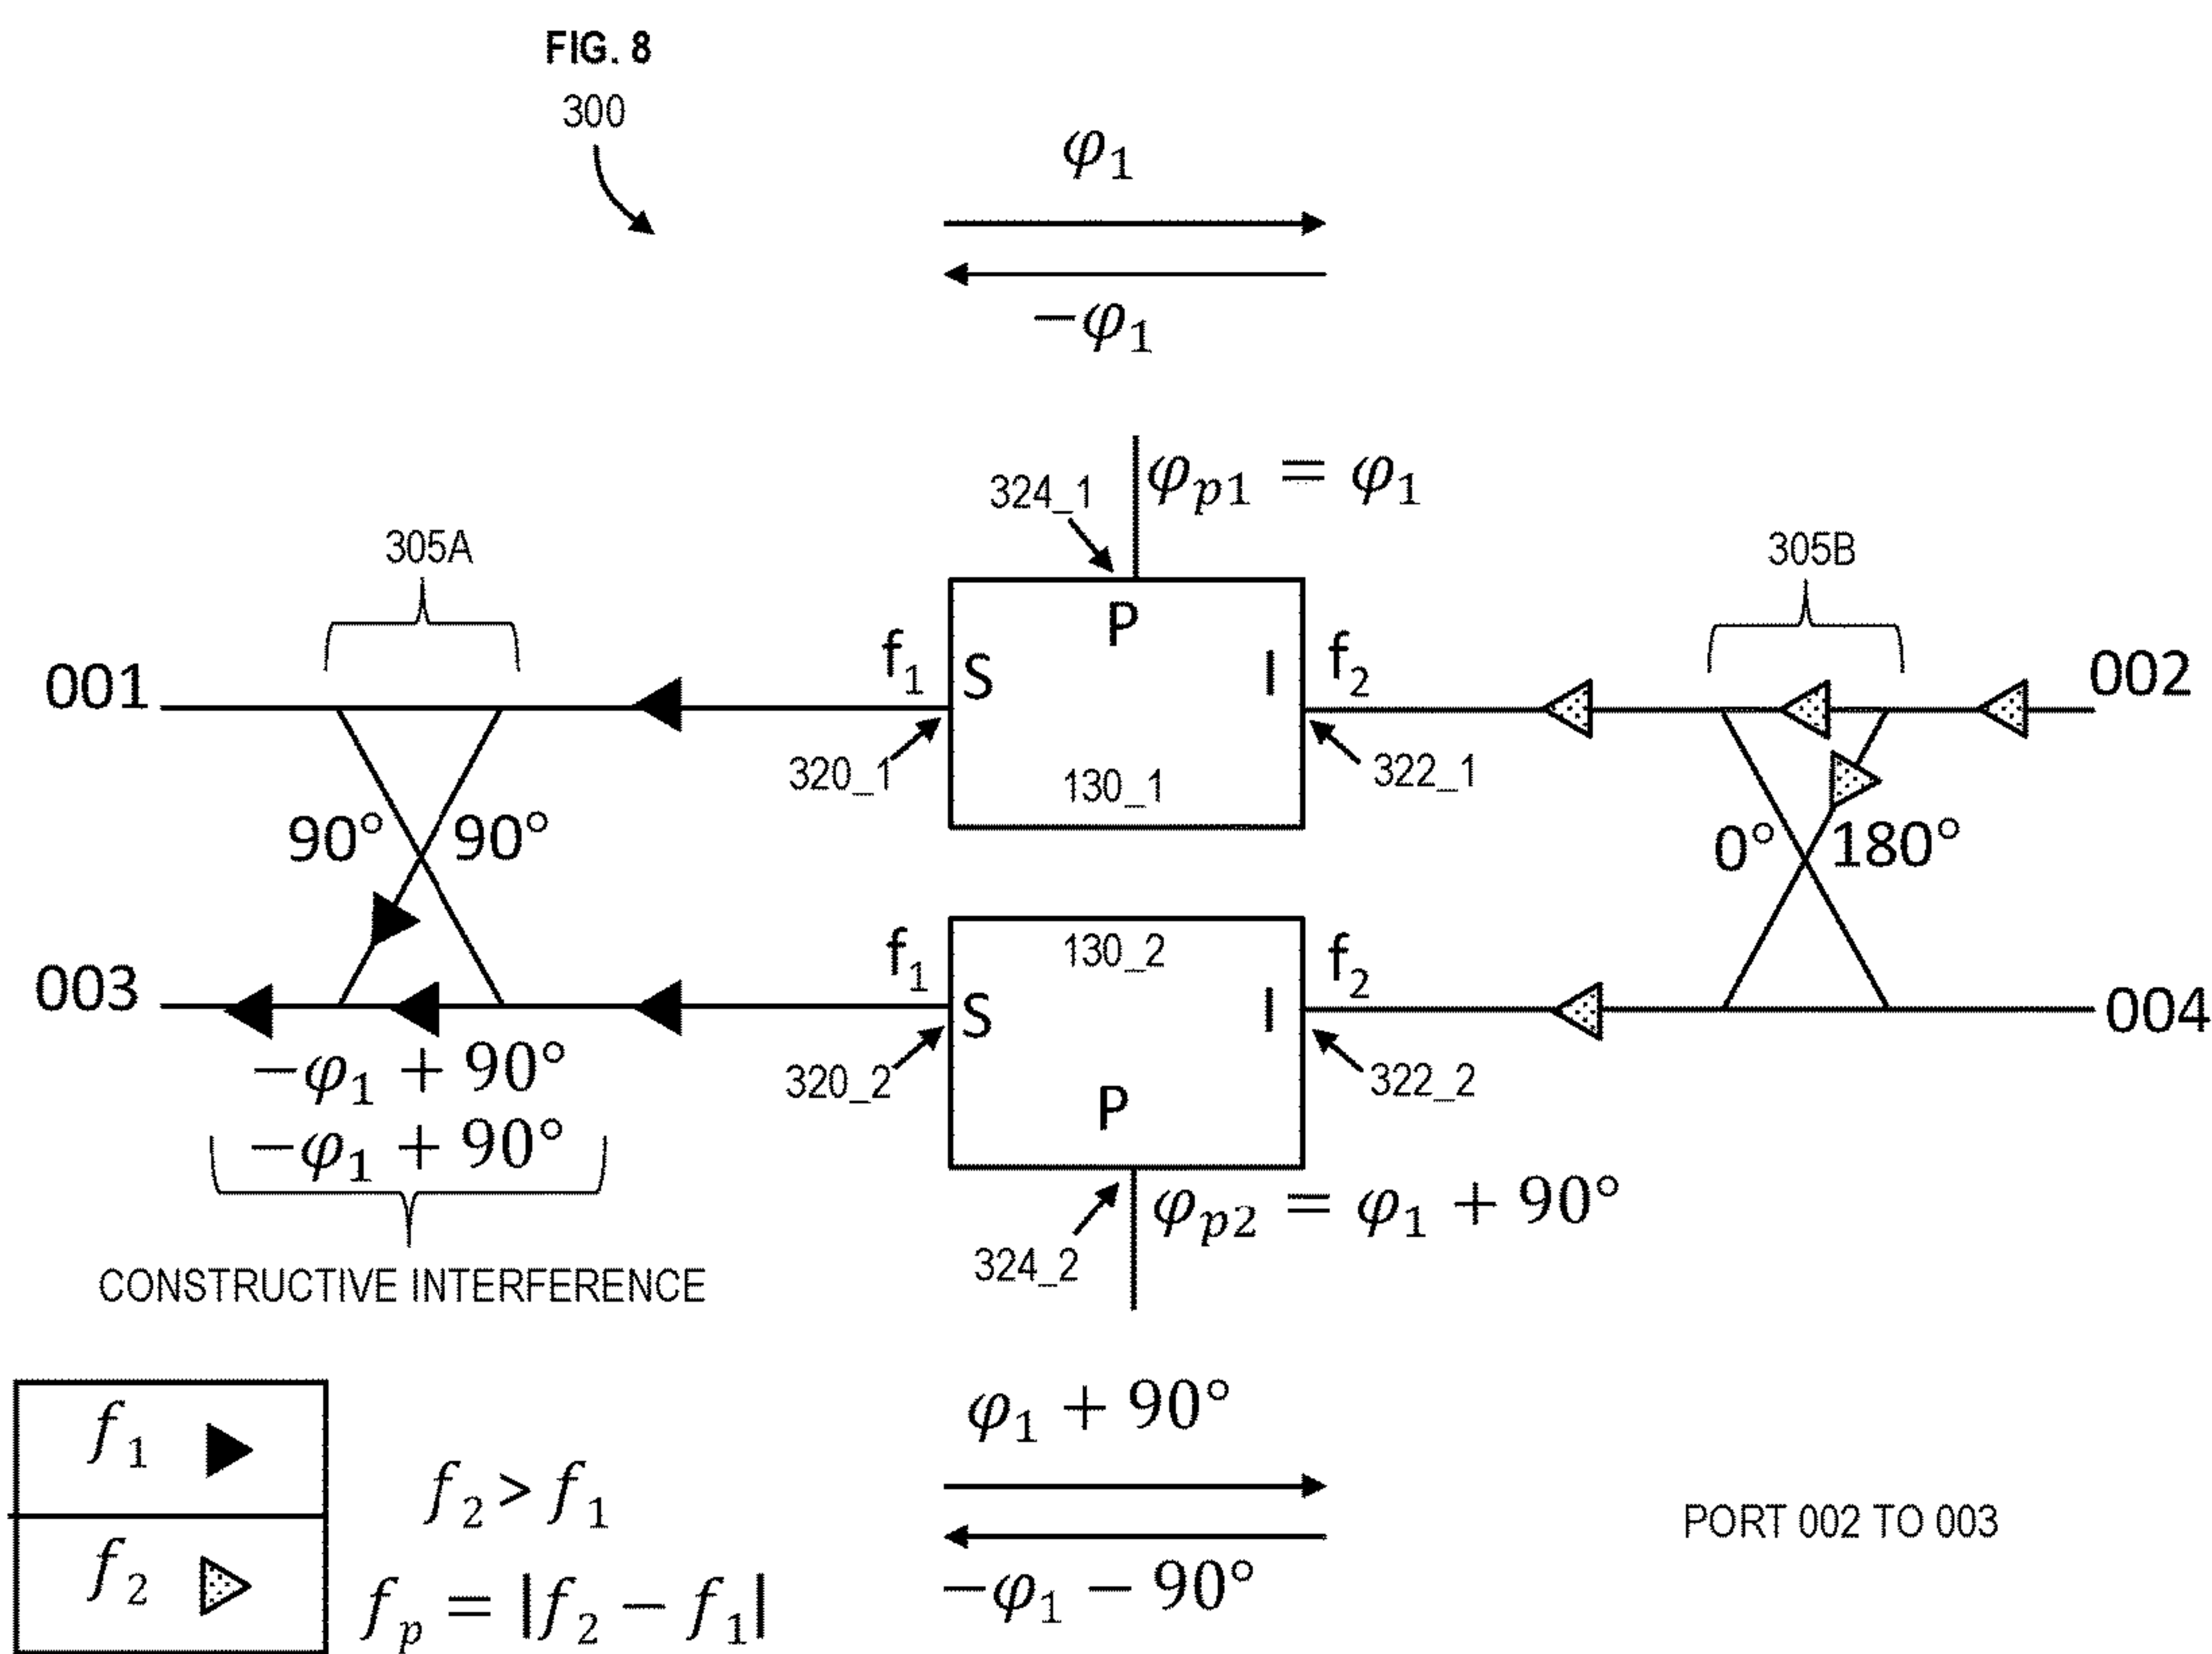 FIG. 8
300
φ₁
−φ₁
324_1
φₚ₁ = φ₁
305A
305B
P
001
f₁
S
I
f₂
002
320_1
130_1
322_1
90°
90°
0°
180°
003
f₁
130_2
f₂
S
I
004
−φ₁ + 90°
320_2
322_2
P
−φ₁ + 90°
φₚ₂ = φ₁ + 90°
324_2
CONSTRUCTIVE INTERFERENCE
f₁
φ₁ + 90°
f₂ > f₁
PORT 002 TO 003
f₂
fₚ = |f₂ − f₁|
−φ₁ − 90°